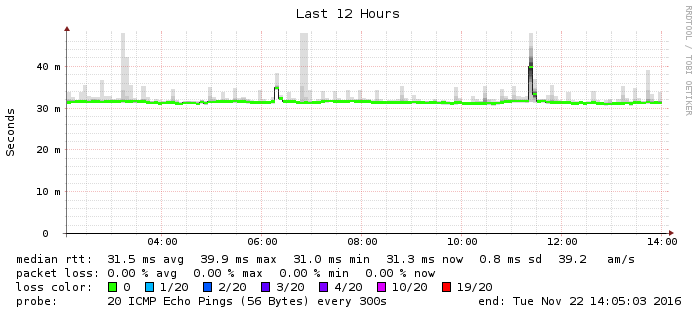 Last 12 Hours
RRDTOOL / TOBI OETIKER
Seconds
40 m
30 m
20 m
10 m
0
04:00 06:00 08:00 10:00 12:00 14:00
median rtt: 31.5 ms avg 39.9 ms max 31.0 ms min 31.3 ms now 0.8 ms sd 39.2 am/s
packet loss: 0.00 % avg 0.00 % max 0.00 % min 0.00 % now
loss color: 0 1/20 2/20 3/20 4/20 10/20 19/20
probe: 20 ICMP Echo Pings (56 Bytes) every 300s end: Tue Nov 22 14:05:03 2016